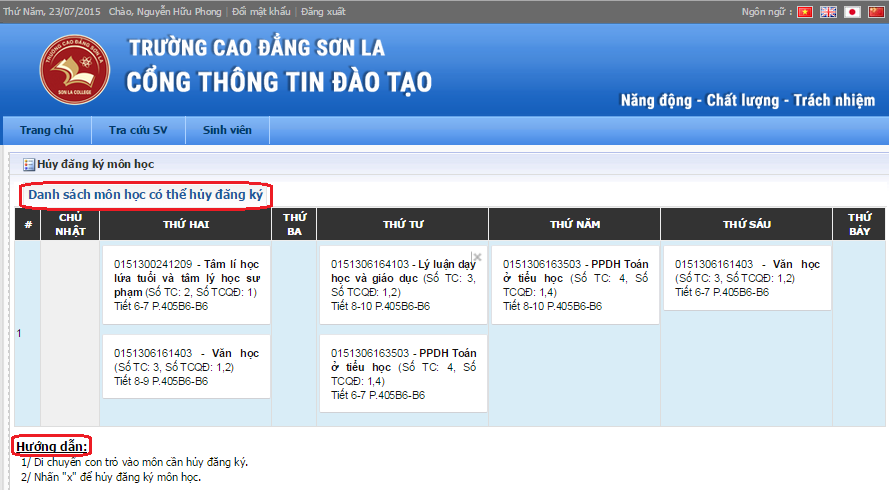 Thứ Năm, 23/07/2015 Chào, Nguyễn Hữu Phong | Đổi mật khẩu | Đăng xuất Ngôn ngữ :
TRƯỜNG CAO ĐẲNG SƠN LA
SON LA COLLEGE
TRƯỜNG CAO ĐẲNG SƠN LA
CỔNG THÔNG TIN ĐÀO TẠO
Năng động - Chất lượng - Trách nhiệm
Trang chủ Tra cứu SV Sinh viên
Hủy đăng ký môn học
Danh sách môn học có thể hủy đăng ký
# CHỦ NHẬT THỨ HAI THỨ BA THỨ TƯ THỨ NĂM THỨ SÁU THỨ BẢY
1
0151300241209 - Tâm lí học
lứa tuổi và tâm lý học sư
phạm (Số TC: 2, Số TCQĐ: 1)
Tiết 6-7 P.405B6-B6
0151306161403 - Văn học
(Số TC: 3, Số TCQĐ: 1,2)
Tiết 8-9 P.405B6-B6
0151306164103 - Lý luận dạy
học và giáo dục (Số TC: 3,
Số TCQĐ: 1,2)
Tiết 8-10 P.405B6-B6
0151306163503 - PPDH Toán
ở tiểu học (Số TC: 4, Số
TCQĐ: 1,4)
Tiết 6-7 P.405B6-B6
0151306163503 - PPDH Toán
ở tiểu học (Số TC: 4, Số
TCQĐ: 1,4)
Tiết 8-10 P.405B6-B6
0151306161403 - Văn học
(Số TC: 3, Số TCQĐ: 1,2)
Tiết 6-7 P.405B6-B6
Hướng dẫn:
1/ Di chuyển con trỏ vào môn cần hủy đăng ký.
2/ Nhấn "x" để hủy đăng ký môn học.